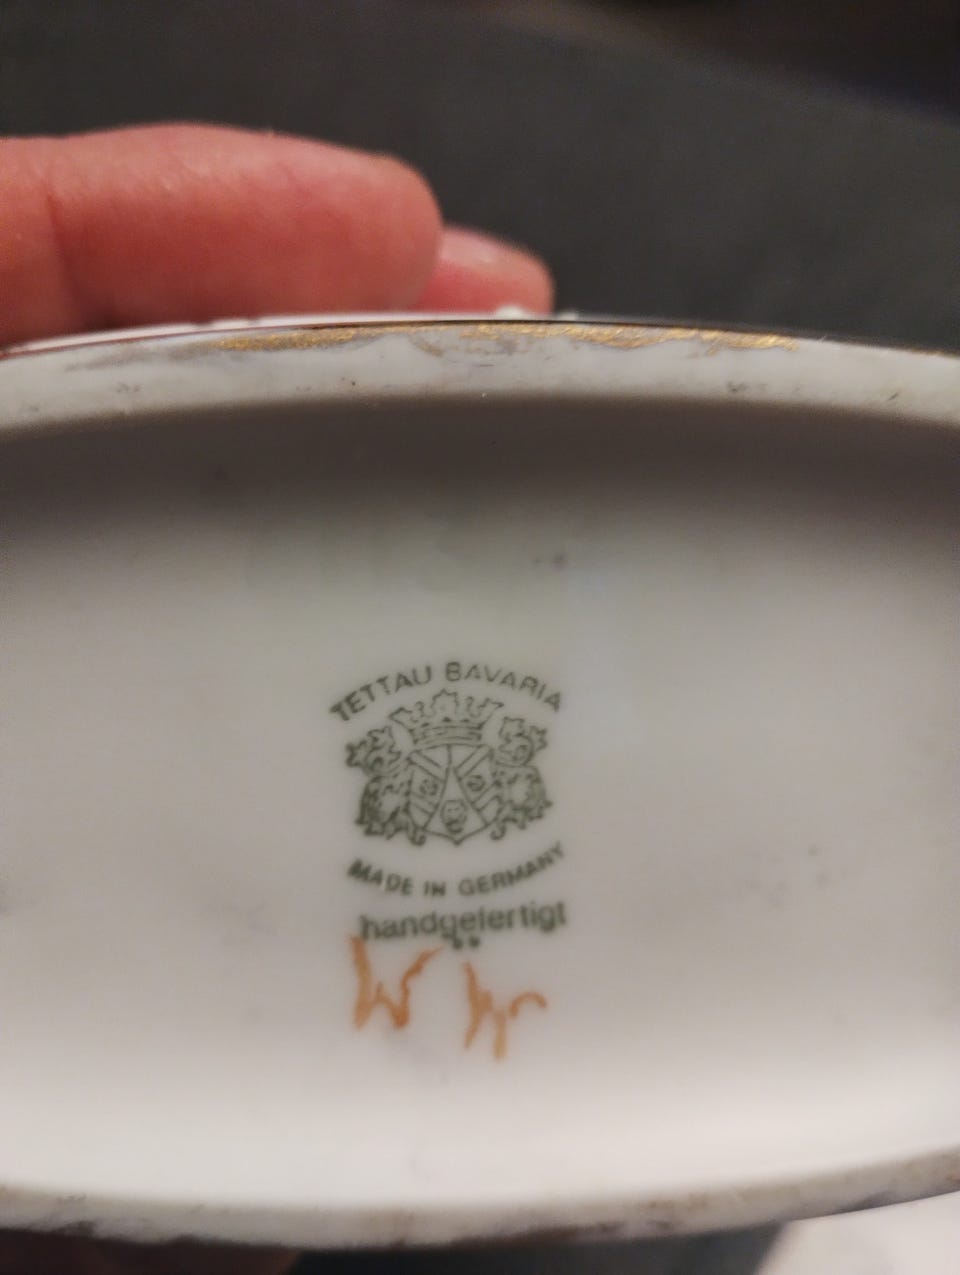 TETTAU BAVARIA
MADE IN GERMANY
handgefertigt